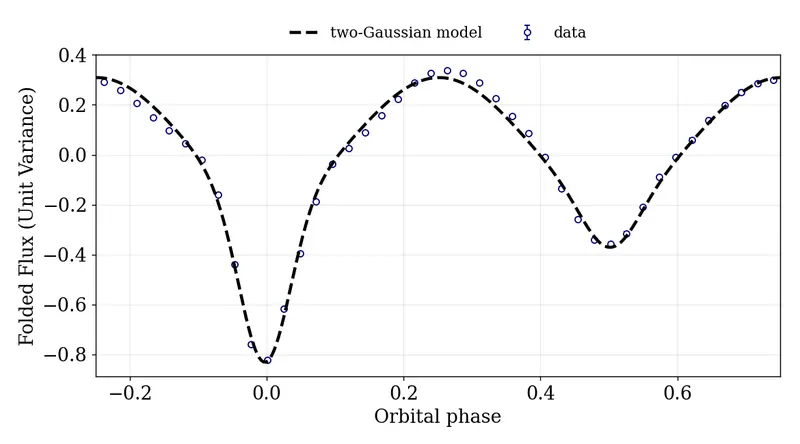 two-Gaussian model data
0.4
0.2
0.0
−0.2
−0.4
−0.6
−0.8
Folded Flux (Unit Variance)
−0.2 0.0 0.2 0.4 0.6
Orbital phase